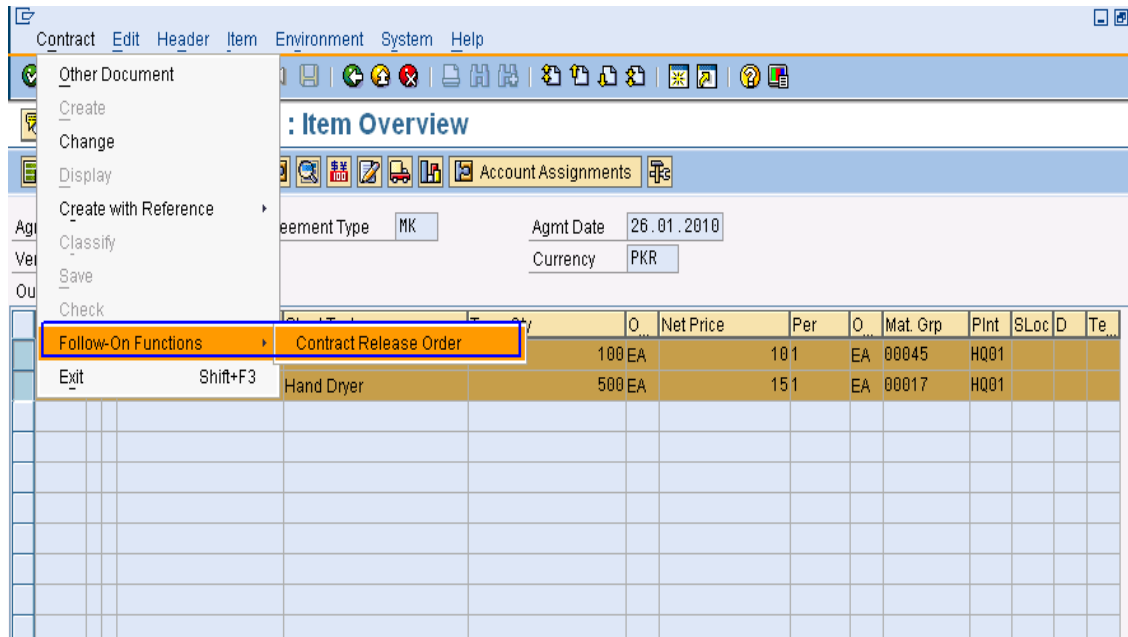 Contract Edit Header Item Environment System Help
Other Document
Create
: Item Overview
Change
Display
Account Assignments
Create with Reference
eement Type MK Agmt Date 26.01.2010
Classify
Currency PKR
Save
Check
O... Net Price Per O... Mat. Grp Plnt SLoc D Te...
Follow-On Functions Contract Release Order
100 EA 10 1 EA 00045 HQ01
Exit Shift+F3
Hand Dryer 500 EA 15 1 EA 00017 HQ01